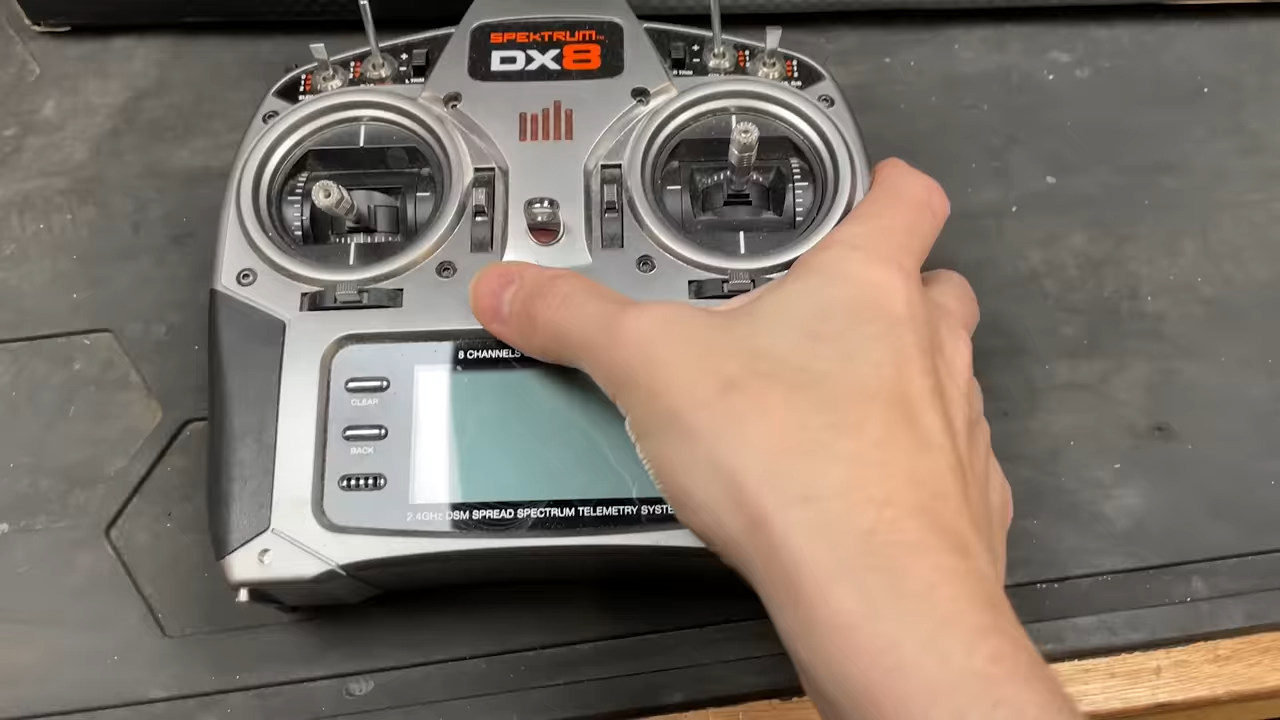 SPEKTRUM
DX8
8 CHANNELS
CLEAR
BACK
2.4GHz DSM SPREAD SPECTRUM TELEMETRY SYSTE